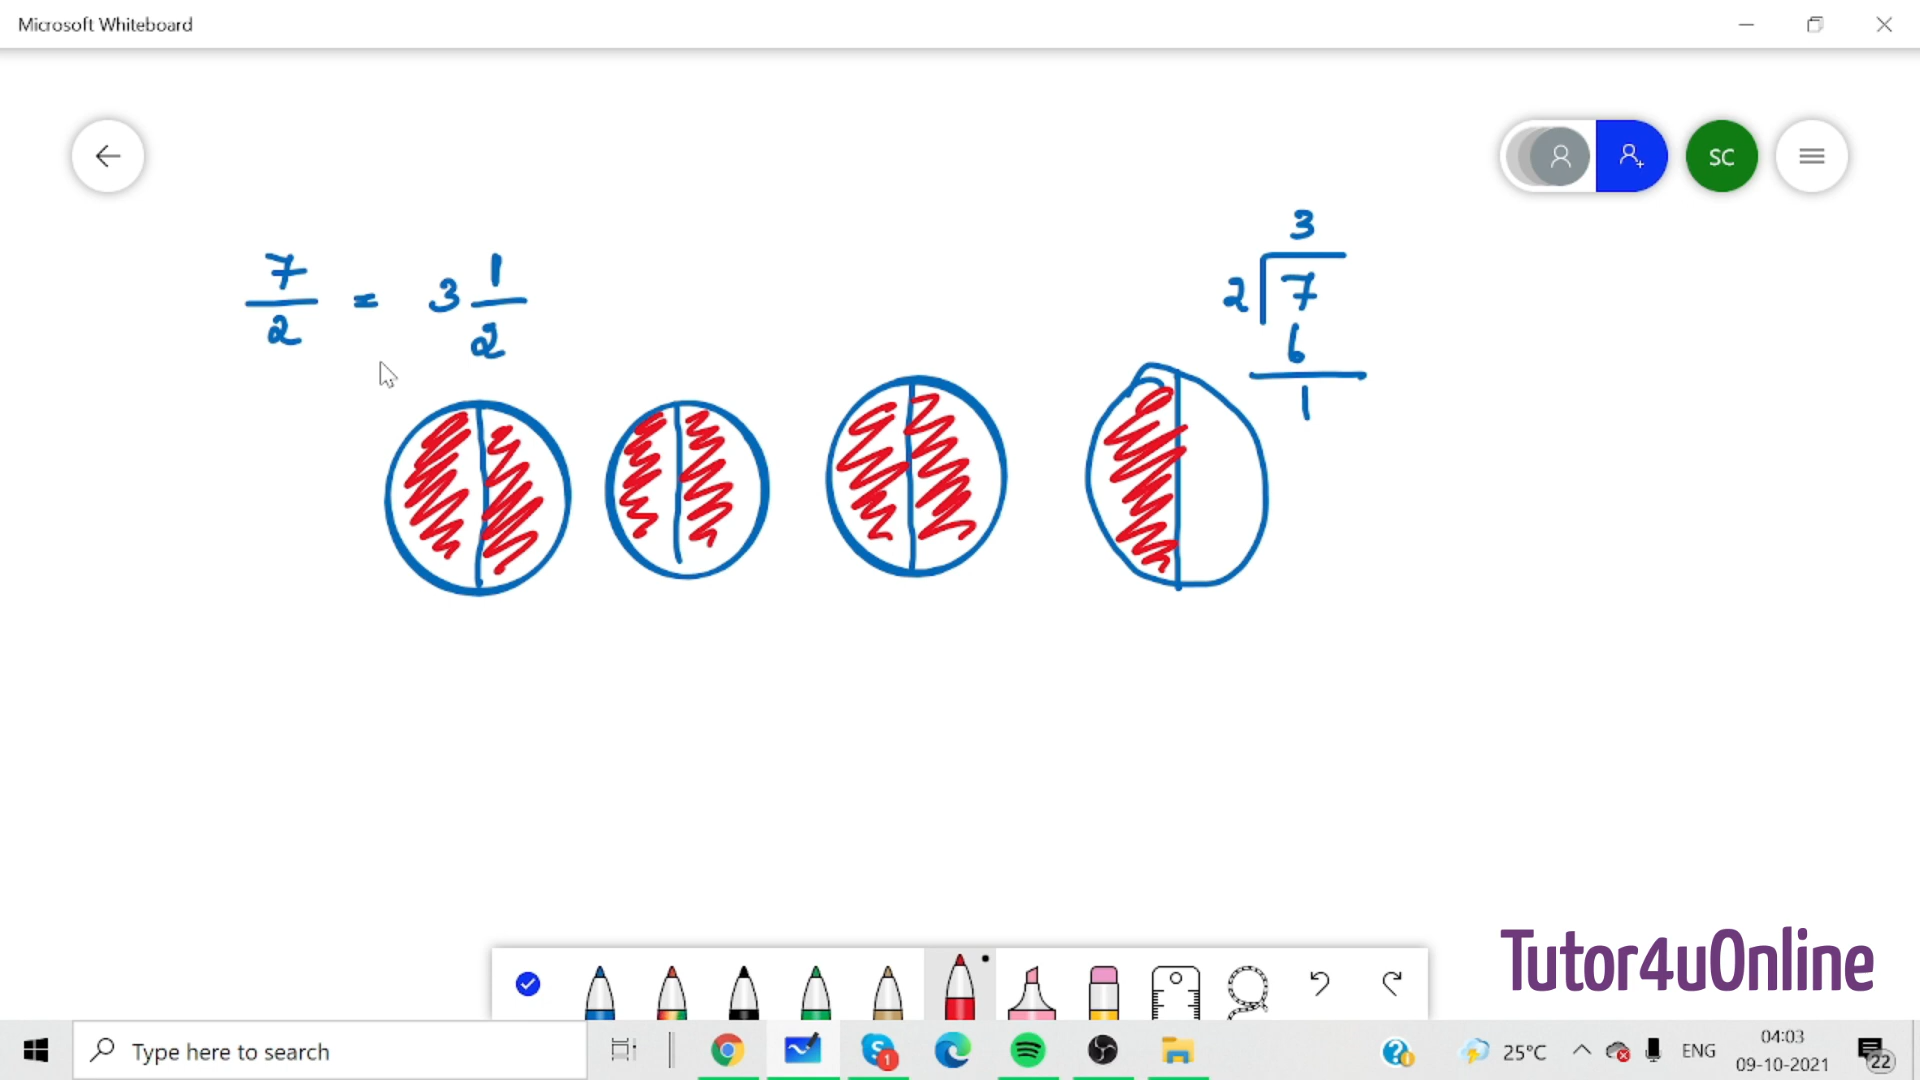 Microsoft Whiteboard
SC
7/2 = 3 1/2
3
2 7
6
1
Tutor4uOnline
Type here to search
1
25°C
ENG
04:03
09-10-2021
22